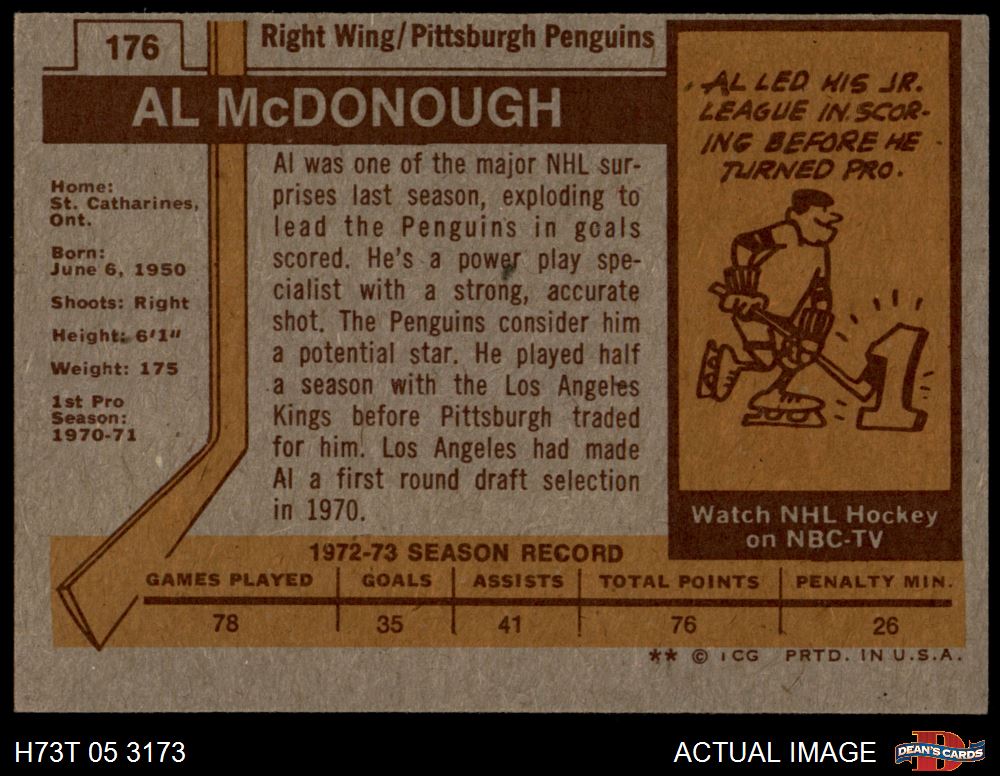 176
Right Wing/Pittsburgh Penguins
AL McDONOUGH
Home:
St. Catharines,
Ont.
Born:
June 6, 1950
Shoots: Right
Height: 6'1"
Weight: 175
1st Pro
Season:
1970-71
Al was one of the major NHL sur-
prises last season, exploding to
lead the Penguins in goals
scored. He's a power play spe-
cialist with a strong, accurate
shot. The Penguins consider him
a potential star. He played half
a season with the Los Angeles
Kings before Pittsburgh traded
for him. Los Angeles had made
Al a first round draft selection
in 1970.
AL LED HIS JR.
LEAGUE IN SCOR-
ING BEFORE HE
TURNED PRO.
1
Watch NHL Hockey
on NBC-TV
1972-73 SEASON RECORD
GAMES PLAYED GOALS ASSISTS TOTAL POINTS PENALTY MIN.
78 35 41 76 26
** © T CG PRTD. IN U.S.A.
H73T 05 3173
ACTUAL IMAGE
D
DEAN'S CARDS